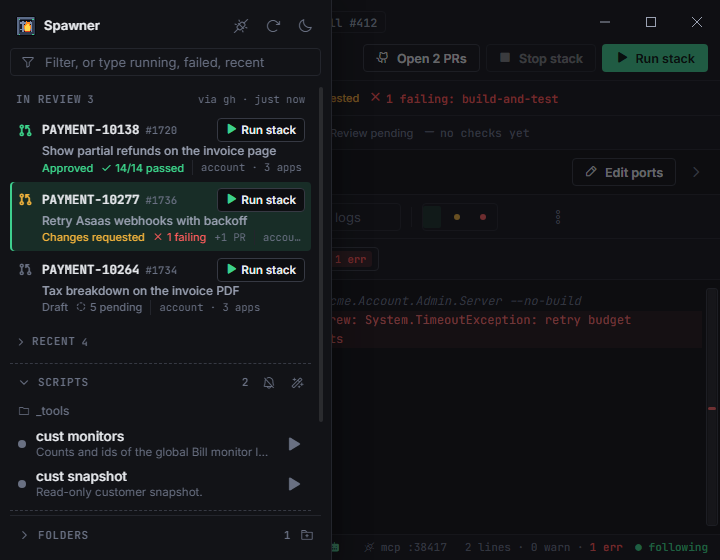 Spawner
ll #412
Filter, or type running, failed, recent
Open 2 PRs
Stop stack
Run stack
IN REVIEW 3
via gh · just now
ested × 1 failing: build-and-test
PAYMENT-10138 #1720
Run stack
Show partial refunds on the invoice page
Approved ✓ 14/14 passed
account · 3 apps
Review pending — no checks yet
Edit ports
PAYMENT-10277 #1736
Run stack
Retry Asaas webhooks with backoff
Changes requested × 1 failing +1 PR accou…
logs
1 err
PAYMENT-10264 #1734
Run stack
Tax breakdown on the invoice PDF
Draft 5 pending
account · 3 apps
cme.Account.Admin.Server --no-build
rew: System.TimeoutException: retry budget
ts
RECENT 4
SCRIPTS 2
_tools
cust monitors
Counts and ids of the global Bill monitor l…
cust snapshot
Read-only customer snapshot.
FOLDERS 1
mcp :38417 2 lines · 0 warn · 1 err
following